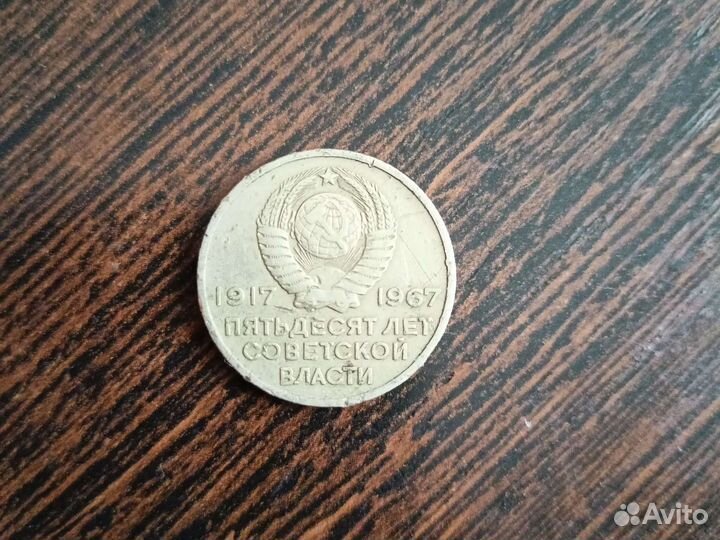 1917 1967
ПЯТЬДЕСЯТ ЛЕТ
СОВЕТСКОЙ
ВЛАСТИ
Avito